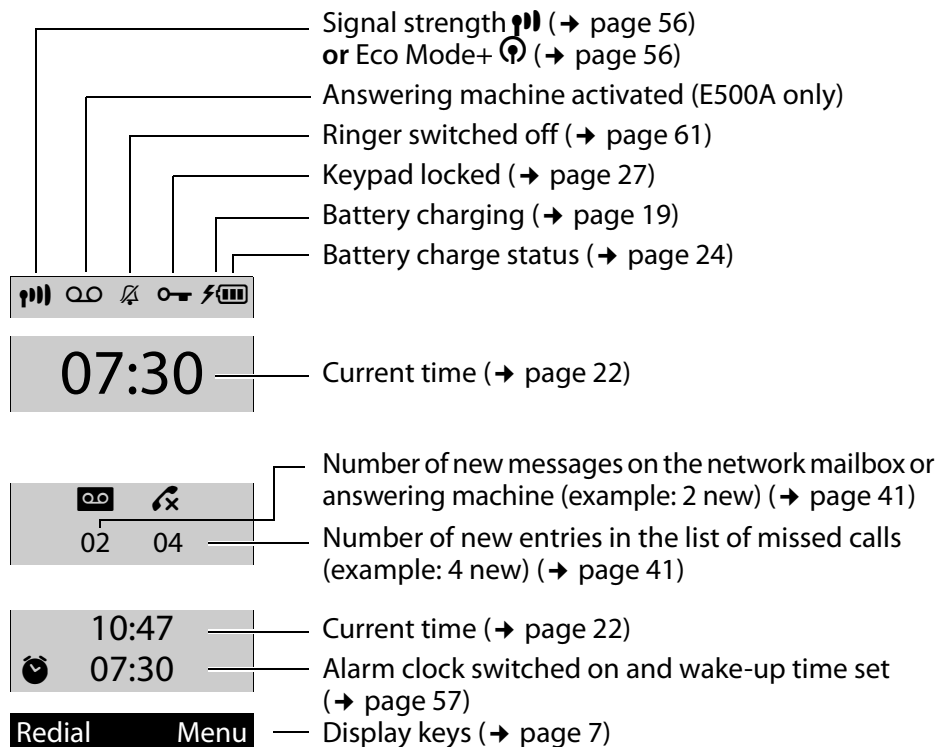 Signal strength (➔ page 56)
or Eco Mode+ (➔ page 56)
Answering machine activated (E500A only)
Ringer switched off (➔ page 61)
Keypad locked (➔ page 27)
Battery charging (➔ page 19)
Battery charge status (➔ page 24)
07:30
Current time (➔ page 22)
Number of new messages on the network mailbox or
answering machine (example: 2 new) (➔ page 41)
02 04
Number of new entries in the list of missed calls
(example: 4 new) (➔ page 41)
10:47
Current time (➔ page 22)
07:30
Alarm clock switched on and wake-up time set
(➔ page 57)
Redial Menu
Display keys (➔ page 7)